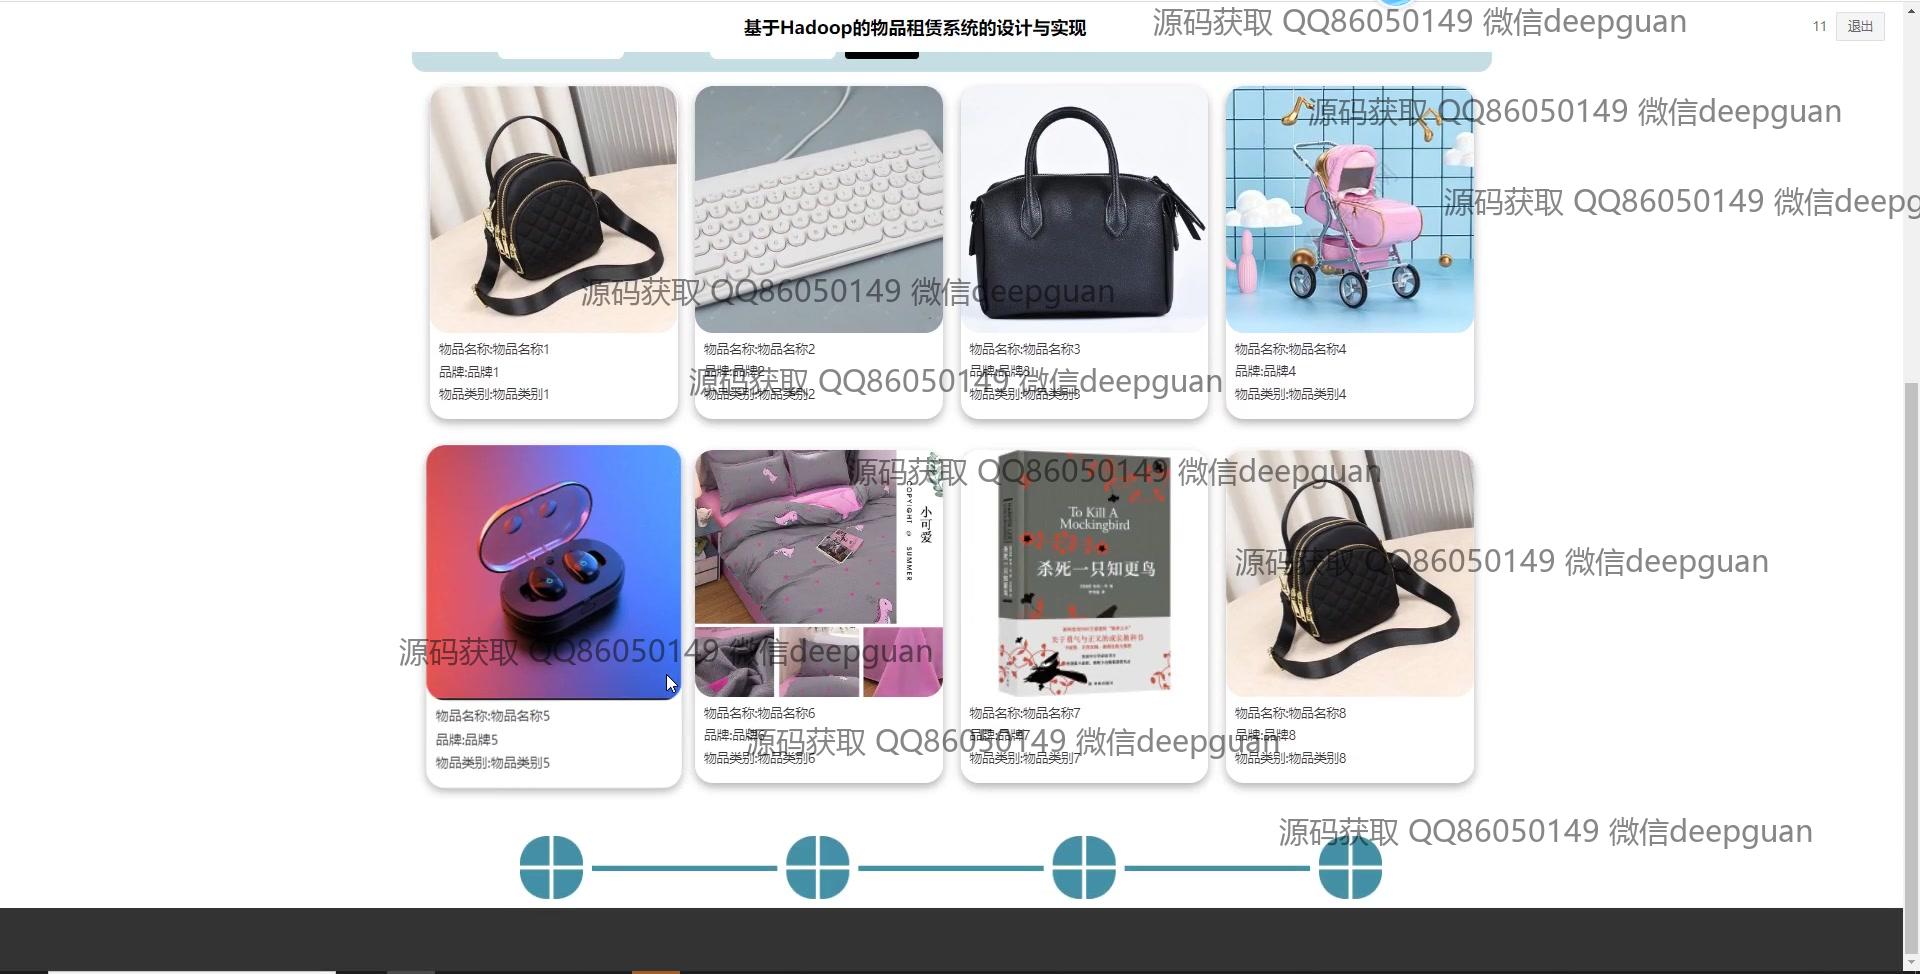 基于Hadoop的物品租赁系统的设计与实现
源码获取 QQ86050149 微信deepguan
11
退出
源码获取 QQ86050149 微信deepguan
源码获取 QQ86050149 微信deepg
源码获取 QQ86050149 微信deepguan
物品名称:物品名称1
物品名称:物品名称2
物品名称:物品名称3
物品名称:物品名称4
品牌:品牌1
品牌:品牌2
品牌:品牌3
品牌:品牌4
源码获取 QQ86050149 微信deepguan
物品类别:物品类别1
物品类别:物品类别2
物品类别:物品类别3
物品类别:物品类别4
源码获取 QQ86050149 微信deepguan
COPYIGHT @ SUMMER
小可爱
To Kill A
Mockingbird
杀死一只知更鸟
源码获取 QQ86050149 微信deepguan
关于勇气与正义的成长教科书
源码获取 QQ86050149 微信deepguan
物品名称:物品名称5
物品名称:物品名称6
物品名称:物品名称7
物品名称:物品名称8
品牌:品牌5
品牌:品牌6
品牌:品牌7
品牌:品牌8
源码获取 QQ86050149 微信deepguan
物品类别:物品类别5
物品类别:物品类别6
物品类别:物品类别7
物品类别:物品类别8
源码获取 QQ86050149 微信deepguan